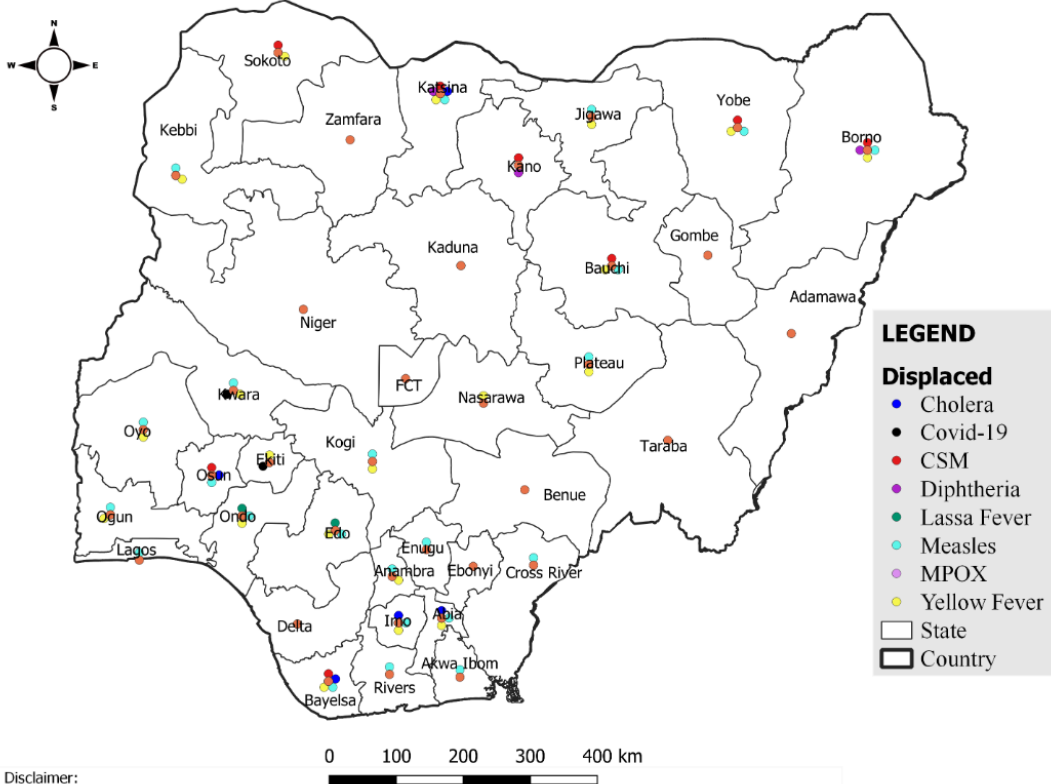 N
W E
S
Sokoto
Katsina
Kebbi
Zamfara
Jigawa
Yobe
Borno
Kano
Kaduna
Bauchi
Gombe
Adamawa
Niger
FCT
Nasarawa
Plateau
Kwara
Oyo
Kogi
Taraba
Osun
Ekiti
Benue
Ogun
Ondo
Edo
Lagos
Enugu
Anambra
Ebonyi
Cross River
Delta
Imo
Abia
Akwa Ibom
Rivers
Bayelsa
LEGEND
Displaced
Cholera
Covid-19
CSM
Diphtheria
Lassa Fever
Measles
MPOX
Yellow Fever
State
Country
0 100 200 300 400 km
Disclaimer: